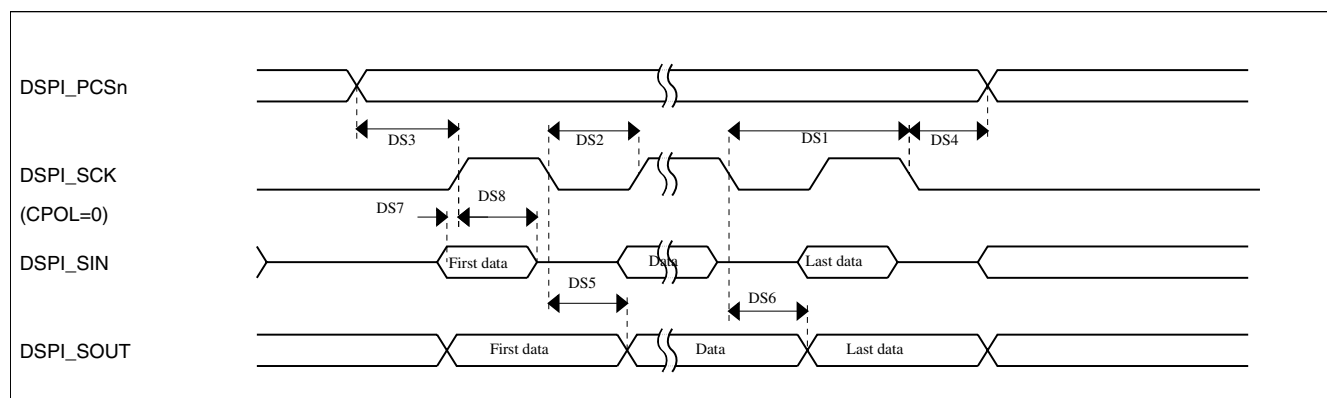 DSPI_PCSn
DS3
DS2
DS1
DS4
DSPI_SCK
(CPOL=0)
DS7
DS8
DSPI_SIN
First data
Data
Last data
DS5
DS6
DSPI_SOUT
First data
Data
Last data